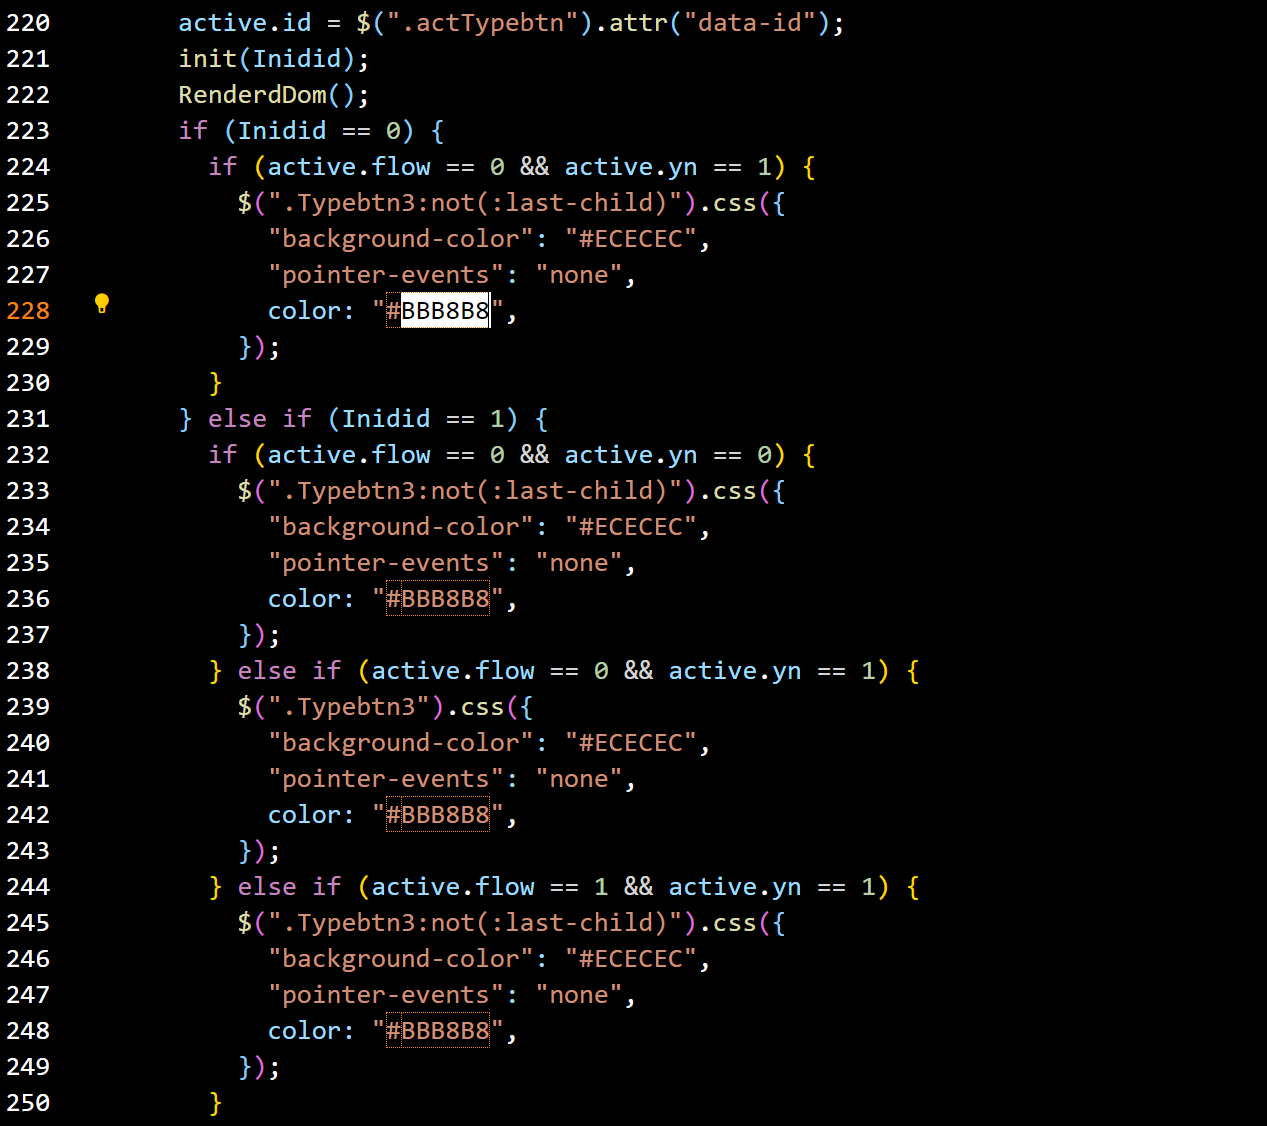 220 active.id = $(".actTypebtn").attr("data-id");
221 init(Inidid);
222 RenderdDom();
223 if (Inidid == 0) {
224 if (active.flow == 0 && active.yn == 1) {
225 $(".Typebtn3:not(:last-child)").css({
226 "background-color": "#ECECEC",
227 "pointer-events": "none",
228 color: "#BBB8B8",
229 });
230 }
231 } else if (Inidid == 1) {
232 if (active.flow == 0 && active.yn == 0) {
233 $(".Typebtn3:not(:last-child)").css({
234 "background-color": "#ECECEC",
235 "pointer-events": "none",
236 color: "#BBB8B8",
237 });
238 } else if (active.flow == 0 && active.yn == 1) {
239 $(".Typebtn3").css({
240 "background-color": "#ECECEC",
241 "pointer-events": "none",
242 color: "#BBB8B8",
243 });
244 } else if (active.flow == 1 && active.yn == 1) {
245 $(".Typebtn3:not(:last-child)").css({
246 "background-color": "#ECECEC",
247 "pointer-events": "none",
248 color: "#BBB8B8",
249 });
250 }